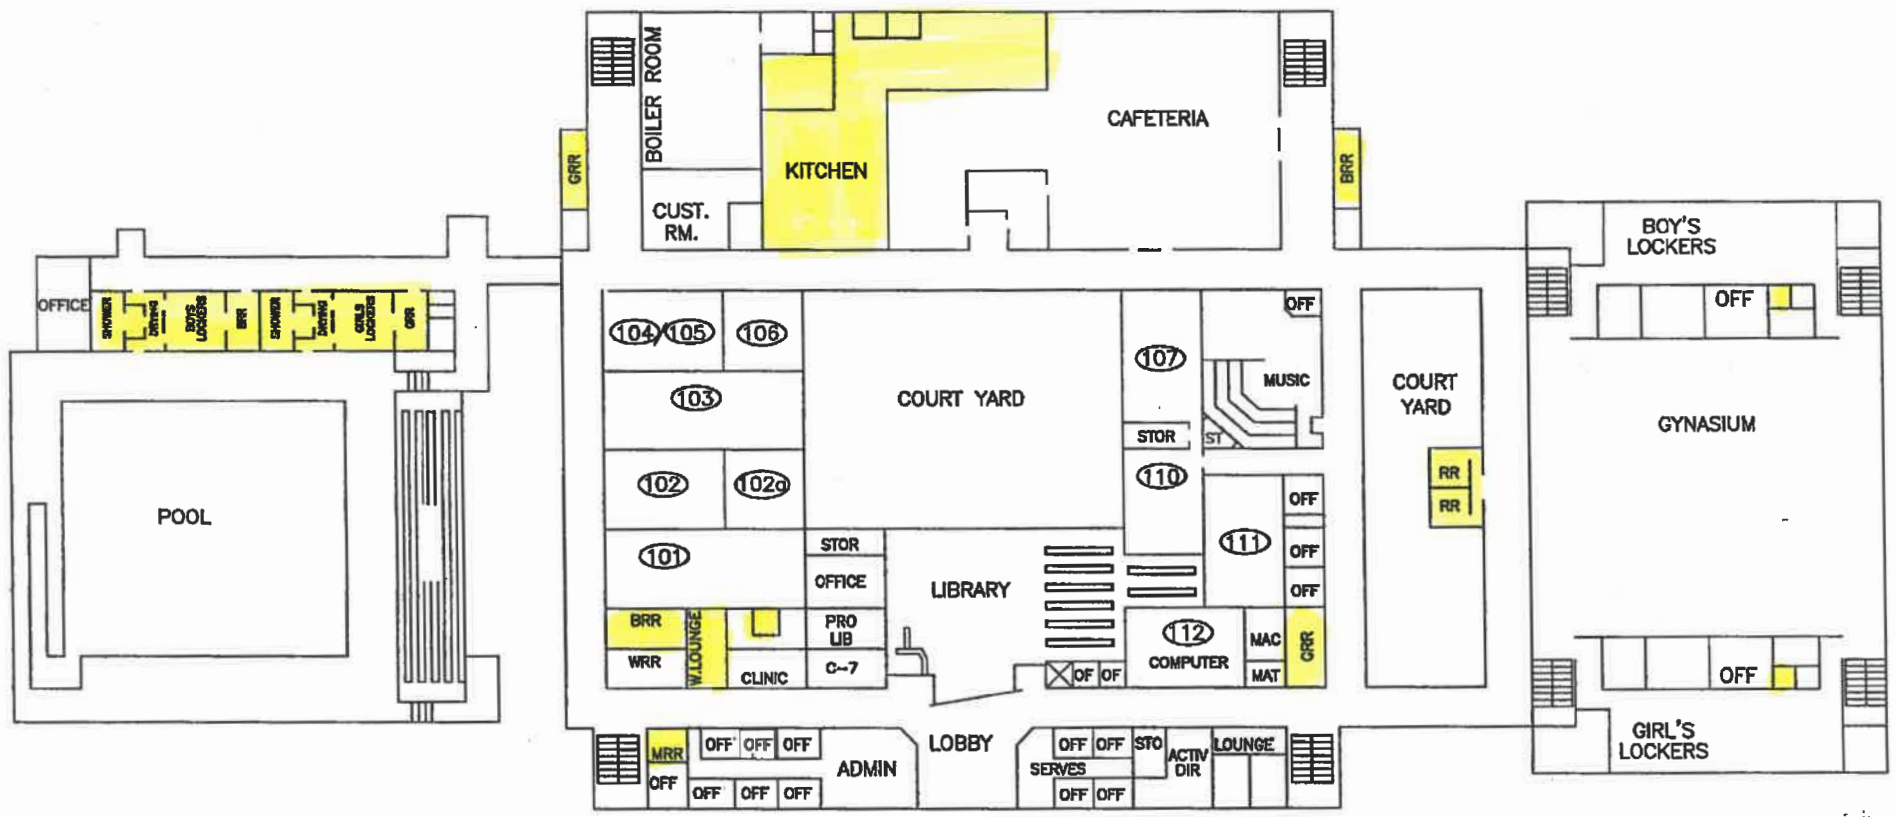 BOILER ROOM
CAFETERIA
GRR
KITCHEN
BRR
CUST.
RM.
BOY'S
LOCKERS
OFFICE
SHOWER
DRYING
BOYS
LOCKERS
BRR
SHOWER
DRYING
GIRLS
LOCKERS
GRR
104/105
106
OFF
OFF
107
MUSIC
COURT YARD
103
COURT
YARD
GYNASIUM
STOR
ST
102
102a
110
RR
OFF
RR
POOL
111
101
STOR
OFF
OFFICE
LIBRARY
OFF
BRR
W.LOUNGE
PRO
LIB
112
MAC
GRR
WRR
COMPUTER
CLINIC
C-7
OF
OF
MAT
OFF
MRR
OFF
OFF
OFF
LOBBY
OFF
OFF
STO
LOUNGE
GIRL'S
LOCKERS
ACTIV
DIR
ADMIN
SERVES
OFF
OFF
OFF
OFF
OFF
OFF